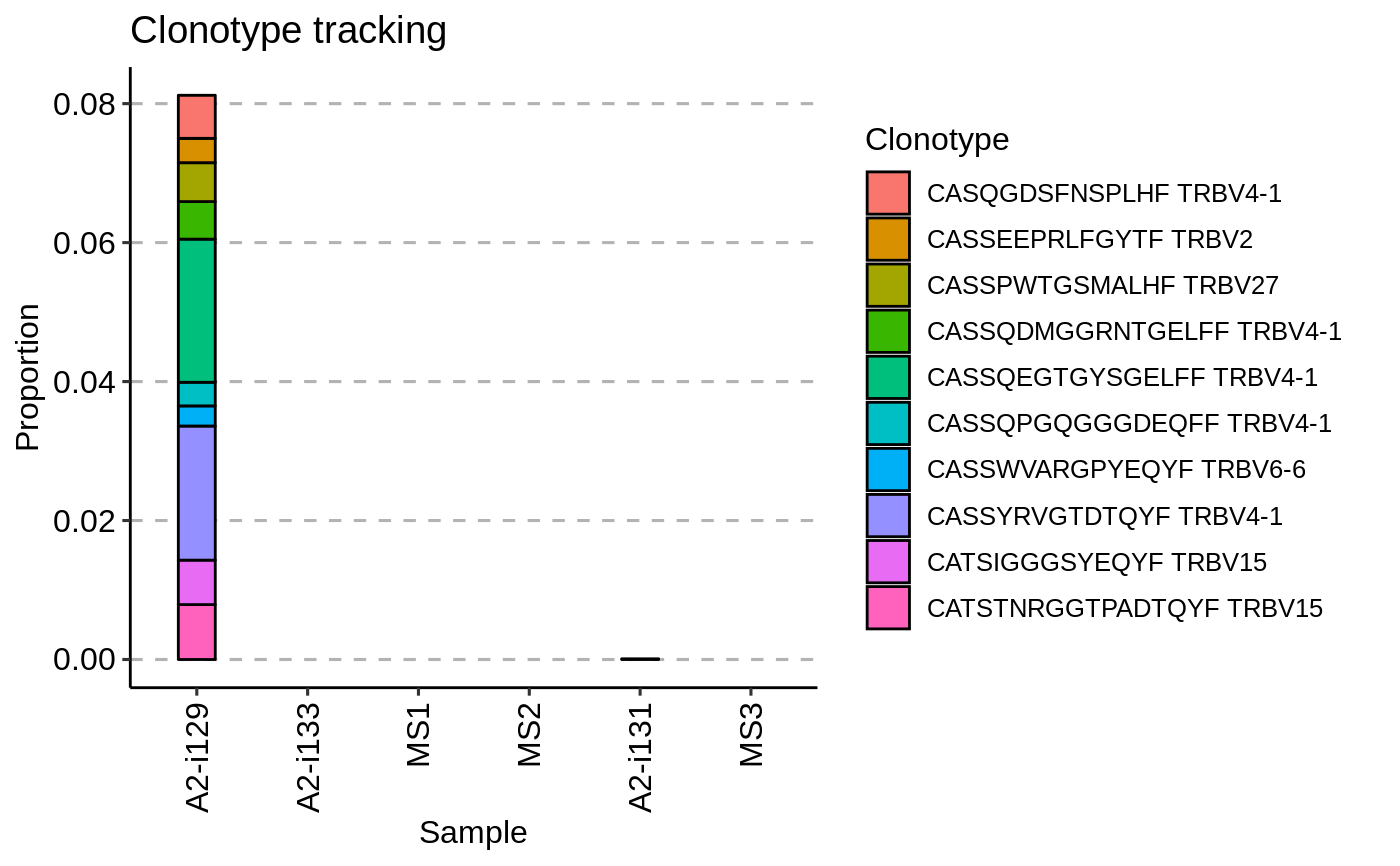 Clonotype tracking
Proportion
0.08
0.06
0.04
0.02
0.00
A2-i129
A2-i133
MS1
MS2
A2-i131
MS3
Sample
Clonotype
CASQGDSFNSPLHF TRBV4-1
CASSEEPRLFGYTF TRBV2
CASSPWTGSMALHF TRBV27
CASSQDMGGRNTGELFF TRBV4-1
CASSQEGTGYSGELFF TRBV4-1
CASSQPGQGGGDEQFF TRBV4-1
CASSWVARGPYEQYF TRBV6-6
CASSYRVGTDTQYF TRBV4-1
CATSIGGGSYEQYF TRBV15
CATSTNRGGTPADTQYF TRBV15